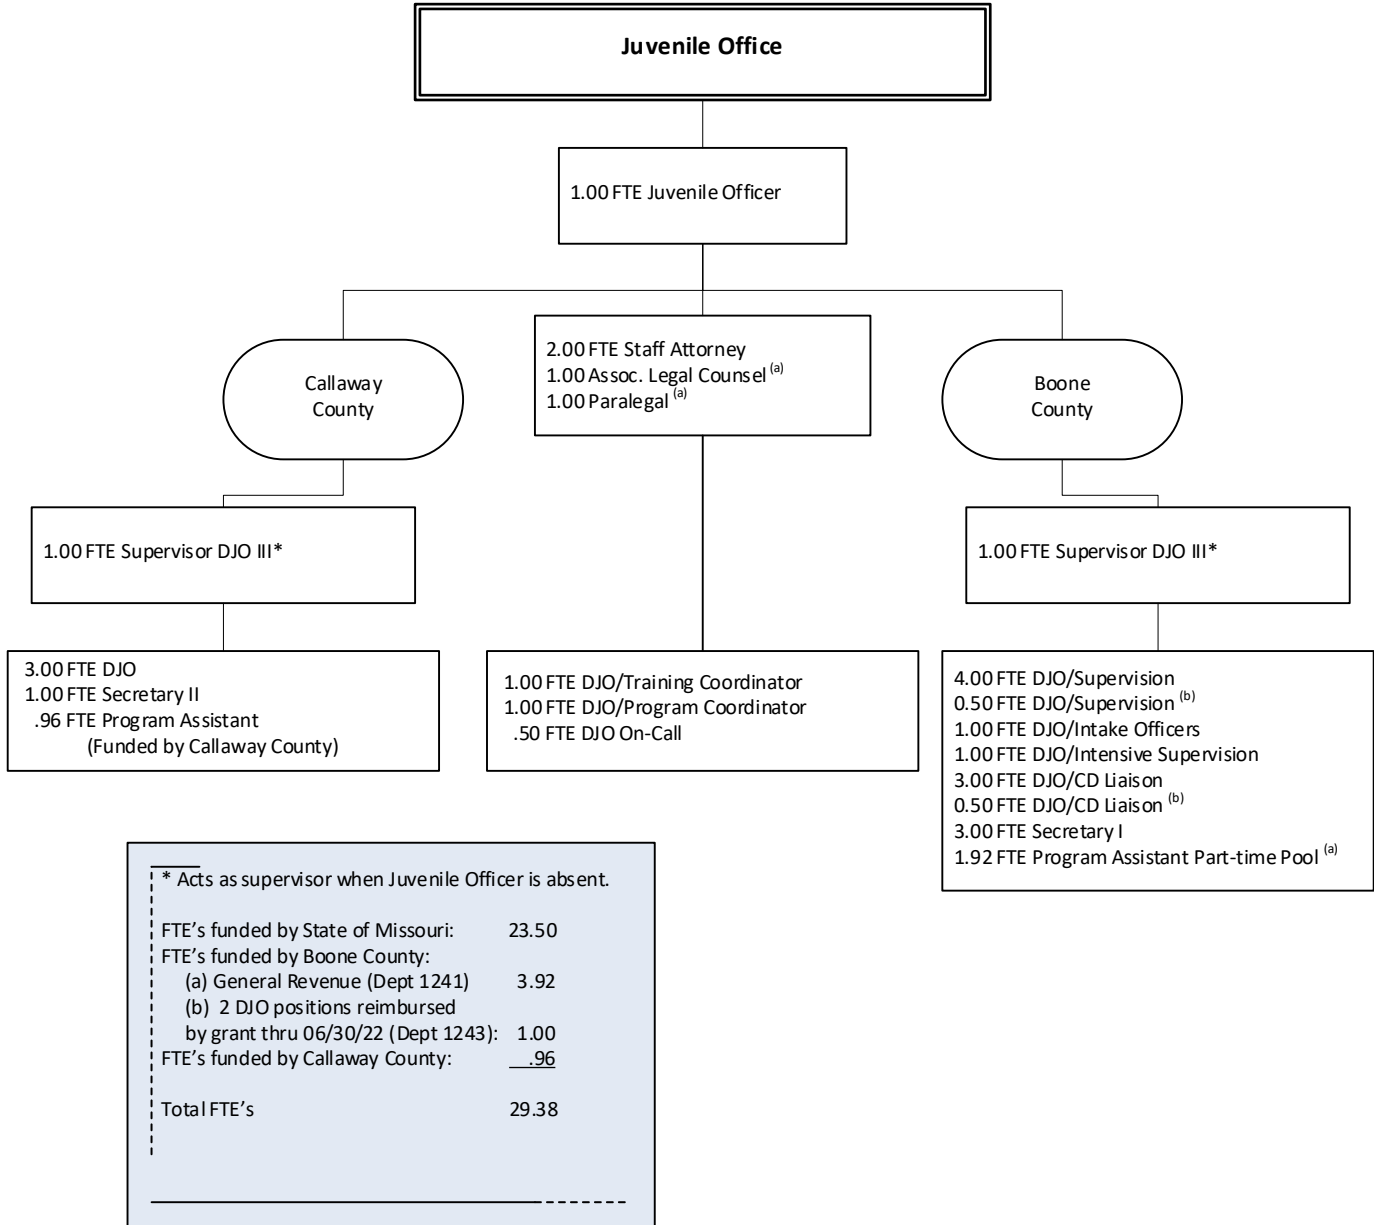 Juvenile Office
1.00 FTE Juvenile Officer
Callaway
County
2.00 FTE Staff Attorney
1.00 Assoc. Legal Counsel (a)
1.00 Paralegal (a)
Boone
County
1.00 FTE Supervisor DJO III*
1.00 FTE Supervisor DJO III*
3.00 FTE DJO
1.00 FTE Secretary II
.96 FTE Program Assistant
(Funded by Callaway County)
1.00 FTE DJO/Training Coordinator
1.00 FTE DJO/Program Coordinator
.50 FTE DJO On-Call
4.00 FTE DJO/Supervision
0.50 FTE DJO/Supervision (b)
1.00 FTE DJO/Intake Officers
1.00 FTE DJO/Intensive Supervision
3.00 FTE DJO/CD Liaison
0.50 FTE DJO/CD Liaison (b)
3.00 FTE Secretary I
1.92 FTE Program Assistant Part-time Pool (a)
* Acts as supervisor when Juvenile Officer is absent.
FTE's funded by State of Missouri: 23.50
FTE's funded by Boone County:
(a) General Revenue (Dept 1241) 3.92
(b) 2 DJO positions reimbursed
by grant thru 06/30/22 (Dept 1243): 1.00
FTE's funded by Callaway County: .96
Total FTE's 29.38